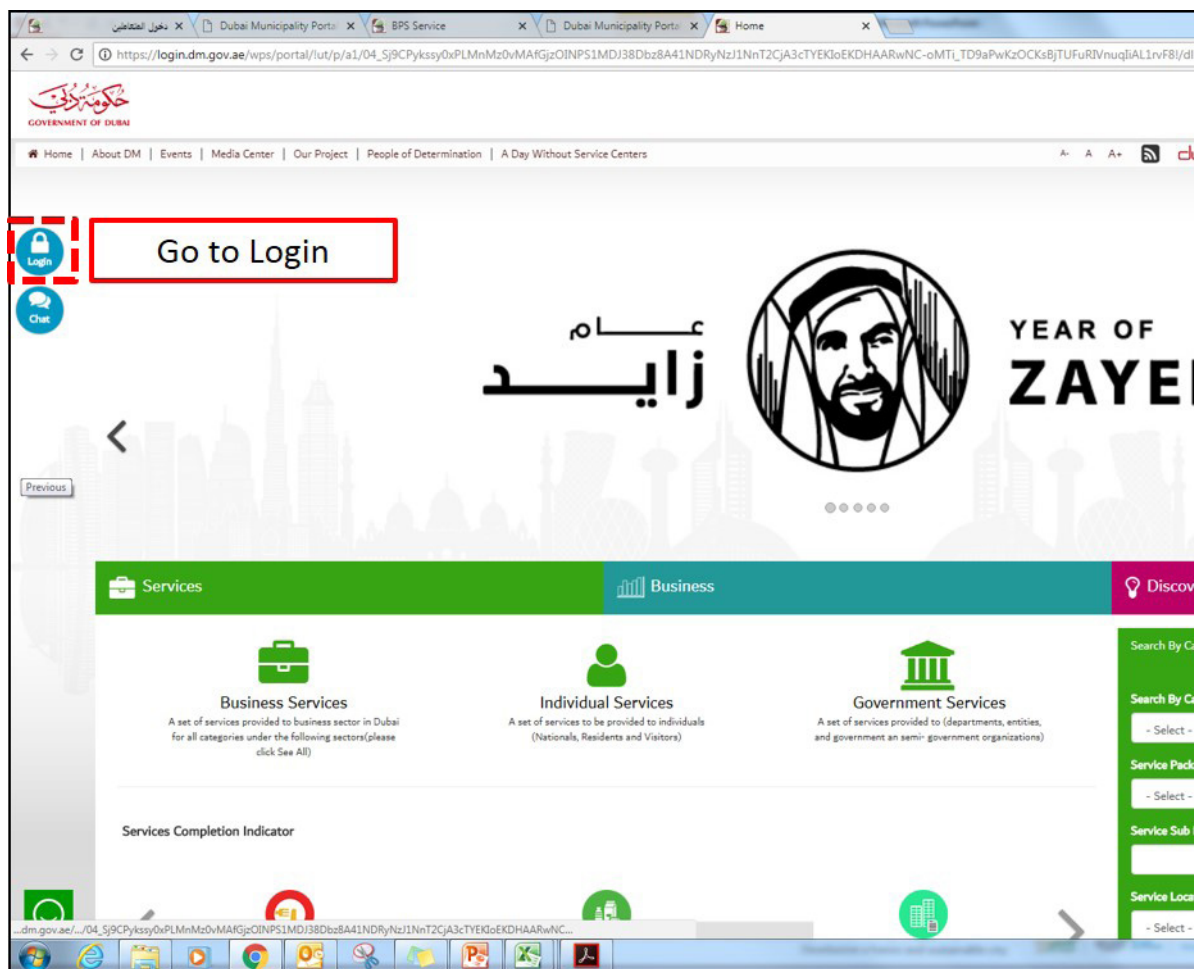 دخول المتعاملين
Dubai Municipality Porta
BPS Service
Dubai Municipality Porta
Home
https://login.dm.gov.ae/wps/portal/!ut/p/a1/04_Sj9CPykssy0xPLMnMz0vMAfGjzOINPS1MDJ38Dbz8A41NDRyNzJ1NnT2CjA3cTYEKIoEKDHAARwNC-oMTi_TD9aPwKzOCKsBjTUFuRIVnuqIiAL1rvF8!/dl
حكومة دبي
GOVERNMENT OF DUBAI
Home | About DM | Events | Media Center | Our Project | People of Determination | A Day Without Service Centers
A- A A+
Login
Go to Login
Chat
عام
زايد
YEAR OF
ZAYE
Previous
Services
Business
Discov
Business Services
A set of services provided to business sector in Dubai
for all categories under the following sectors(please
click See All)
Individual Services
A set of services to be provided to individuals
(Nationals, Residents and Visitors)
Government Services
A set of services provided to (departments, entities,
and government an semi- government organizations)
Search By Ca
Search By Ca
- Select -
Service Pack
- Select -
Service Sub
Service Loca
- Select -
Services Completion Indicator
...dm.gov.ae/.../04_Sj9CPykssy0xPLMnMz0vMAfGjzOINPS1MDJ38Dbz8A41NDRyNzJ1NnT2CjA3cTYEKIoEKDHAARwNC...